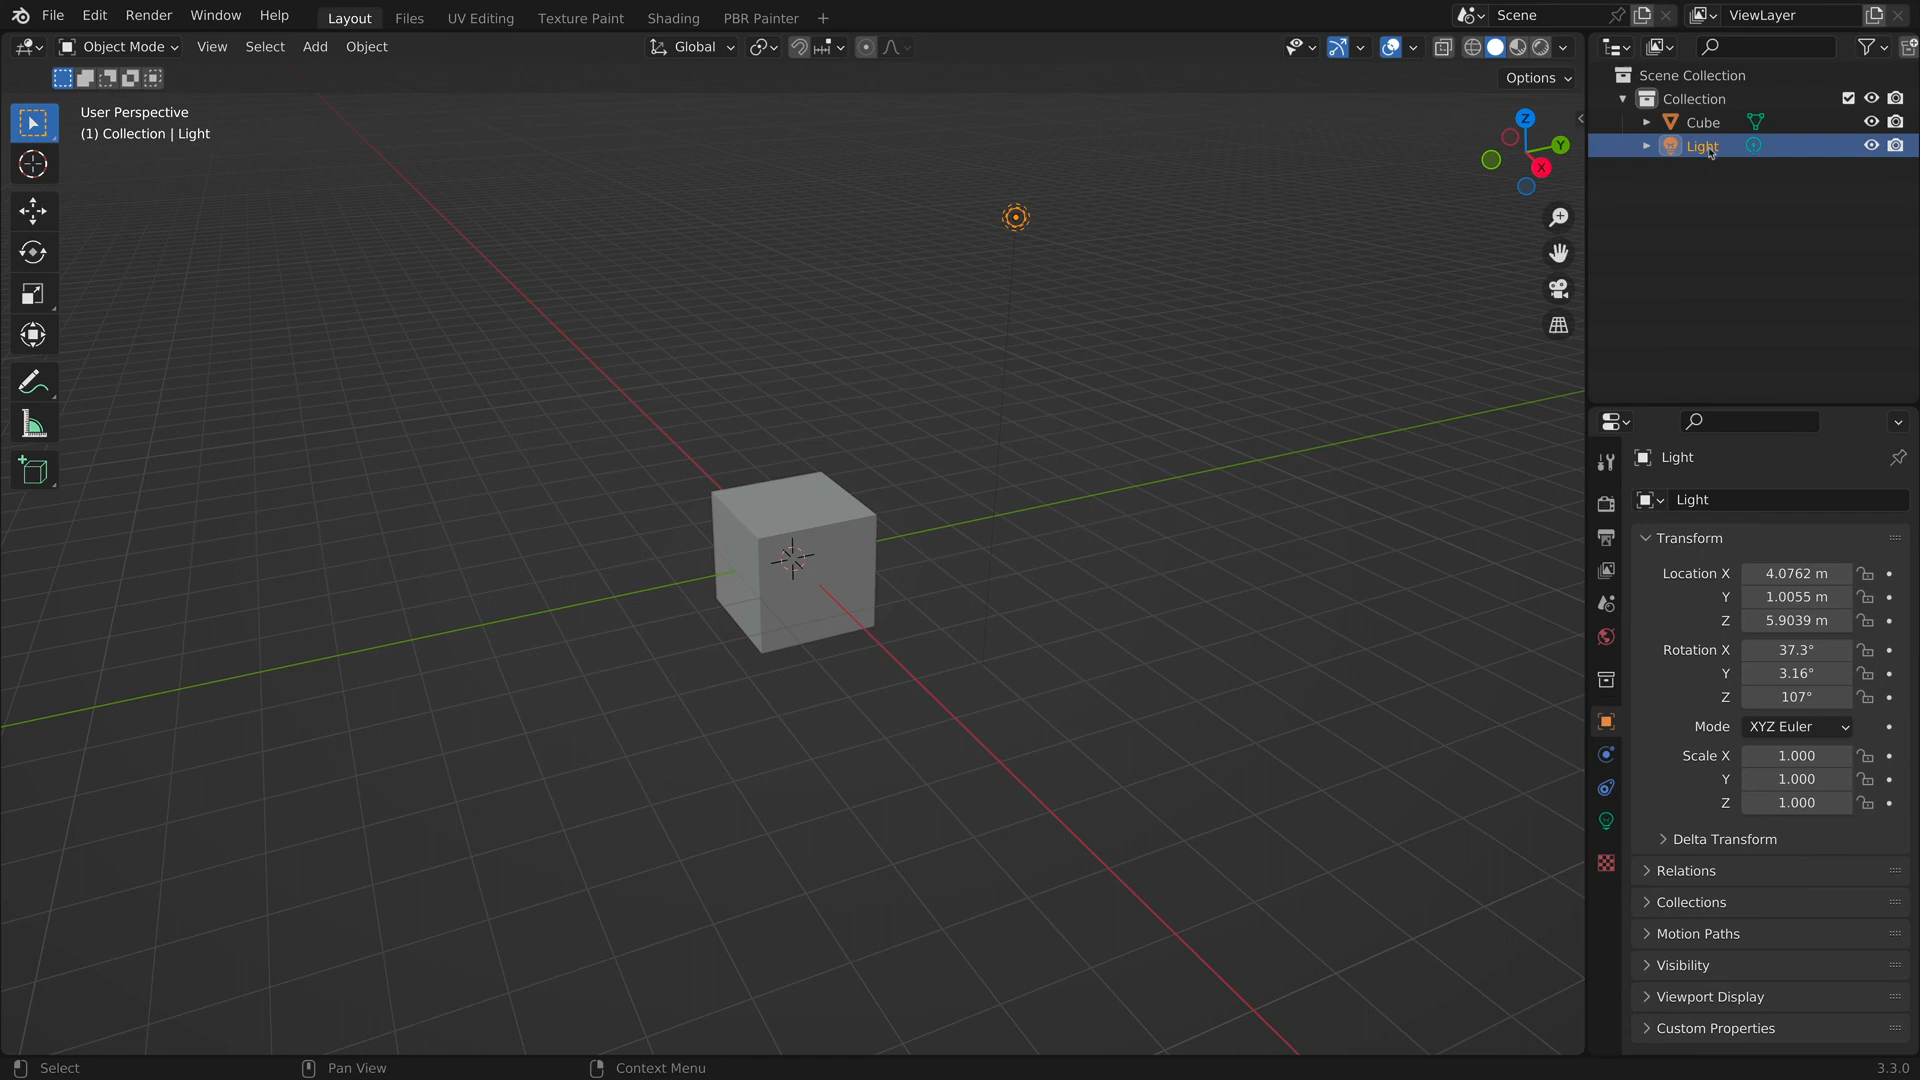 File Edit Render Window Help Layout Files UV Editing Texture Paint Shading PBR Painter + Scene ViewLayer
Object Mode View Select Add Object Global
Options
User Perspective
(1) Collection | Light
Z
Y
X
Scene Collection
Collection
Cube
Light
Light
Light
Transform
Location X 4.0762 m
Y 1.0055 m
Z 5.9039 m
Rotation X 37.3°
Y 3.16°
Z 107°
Mode XYZ Euler
Scale X 1.000
Y 1.000
Z 1.000
Delta Transform
Relations
Collections
Motion Paths
Visibility
Viewport Display
Custom Properties
Select Pan View Context Menu 3.3.0